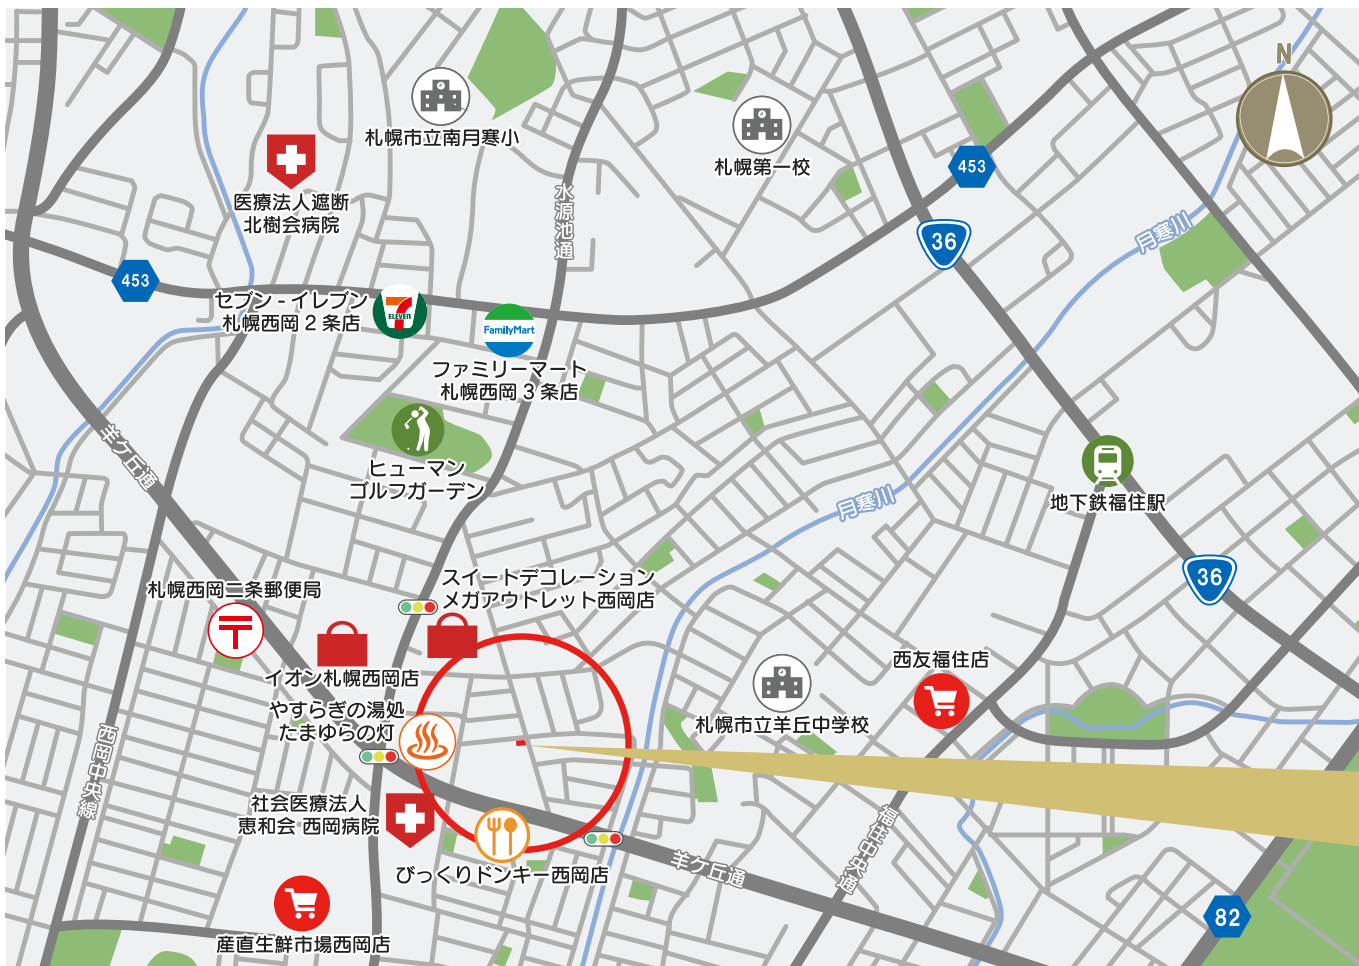 N
札幌市立南月寒小
札幌第一校
453
医療法人遮断
北樹会病院
水源池通
36
月寒川
453
セブン-イレブン
札幌西岡2条店
7
ELEVEN
FamilyMart
ファミリーマート
札幌西岡3条店
羊ケ丘通
ヒューマン
ゴルフガーデン
地下鉄福住駅
月寒川
36
札幌西岡二条郵便局
スイートデコレーション
メガアウトレット西岡店
イオン札幌西岡店
西友福住店
やすらぎの湯処
たまゆらの灯
札幌市立羊丘中学校
西岡中央線
社会医療法人
恵和会 西岡病院
福住中央通
びっくりドンキー西岡店
羊ケ丘通
82
産直生鮮市場西岡店